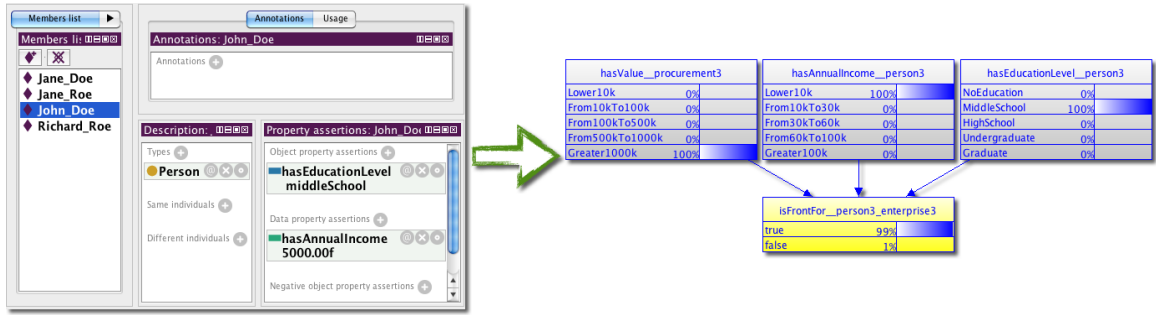 Members list
Annotations Usage
Members li:
Annotations: John_Doe
Annotations
Jane_Doe
Jane_Roe
John_Doe
Richard_Roe
Description:
Property assertions: John_Do
Types
Person
Same individuals
Different individuals
Object property assertions
hasEducationLevel
middleSchool
Data property assertions
hasAnnualIncome
5000.00f
Negative object property assertions
hasValue__procurement3
Lower10k 0%
From10kTo100k 0%
From100kTo500k 0%
From500kTo1000k 0%
Greater1000k 100%
hasAnnualIncome__person3
Lower10k 100%
From10kTo30k 0%
From30kTo60k 0%
From60kTo100k 0%
Greater100k 0%
hasEducationLevel__person3
NoEducation 0%
MiddleSchool 100%
HighSchool 0%
Undergraduate 0%
Graduate 0%
isFrontFor__person3_enterprise3
true 99%
false 1%